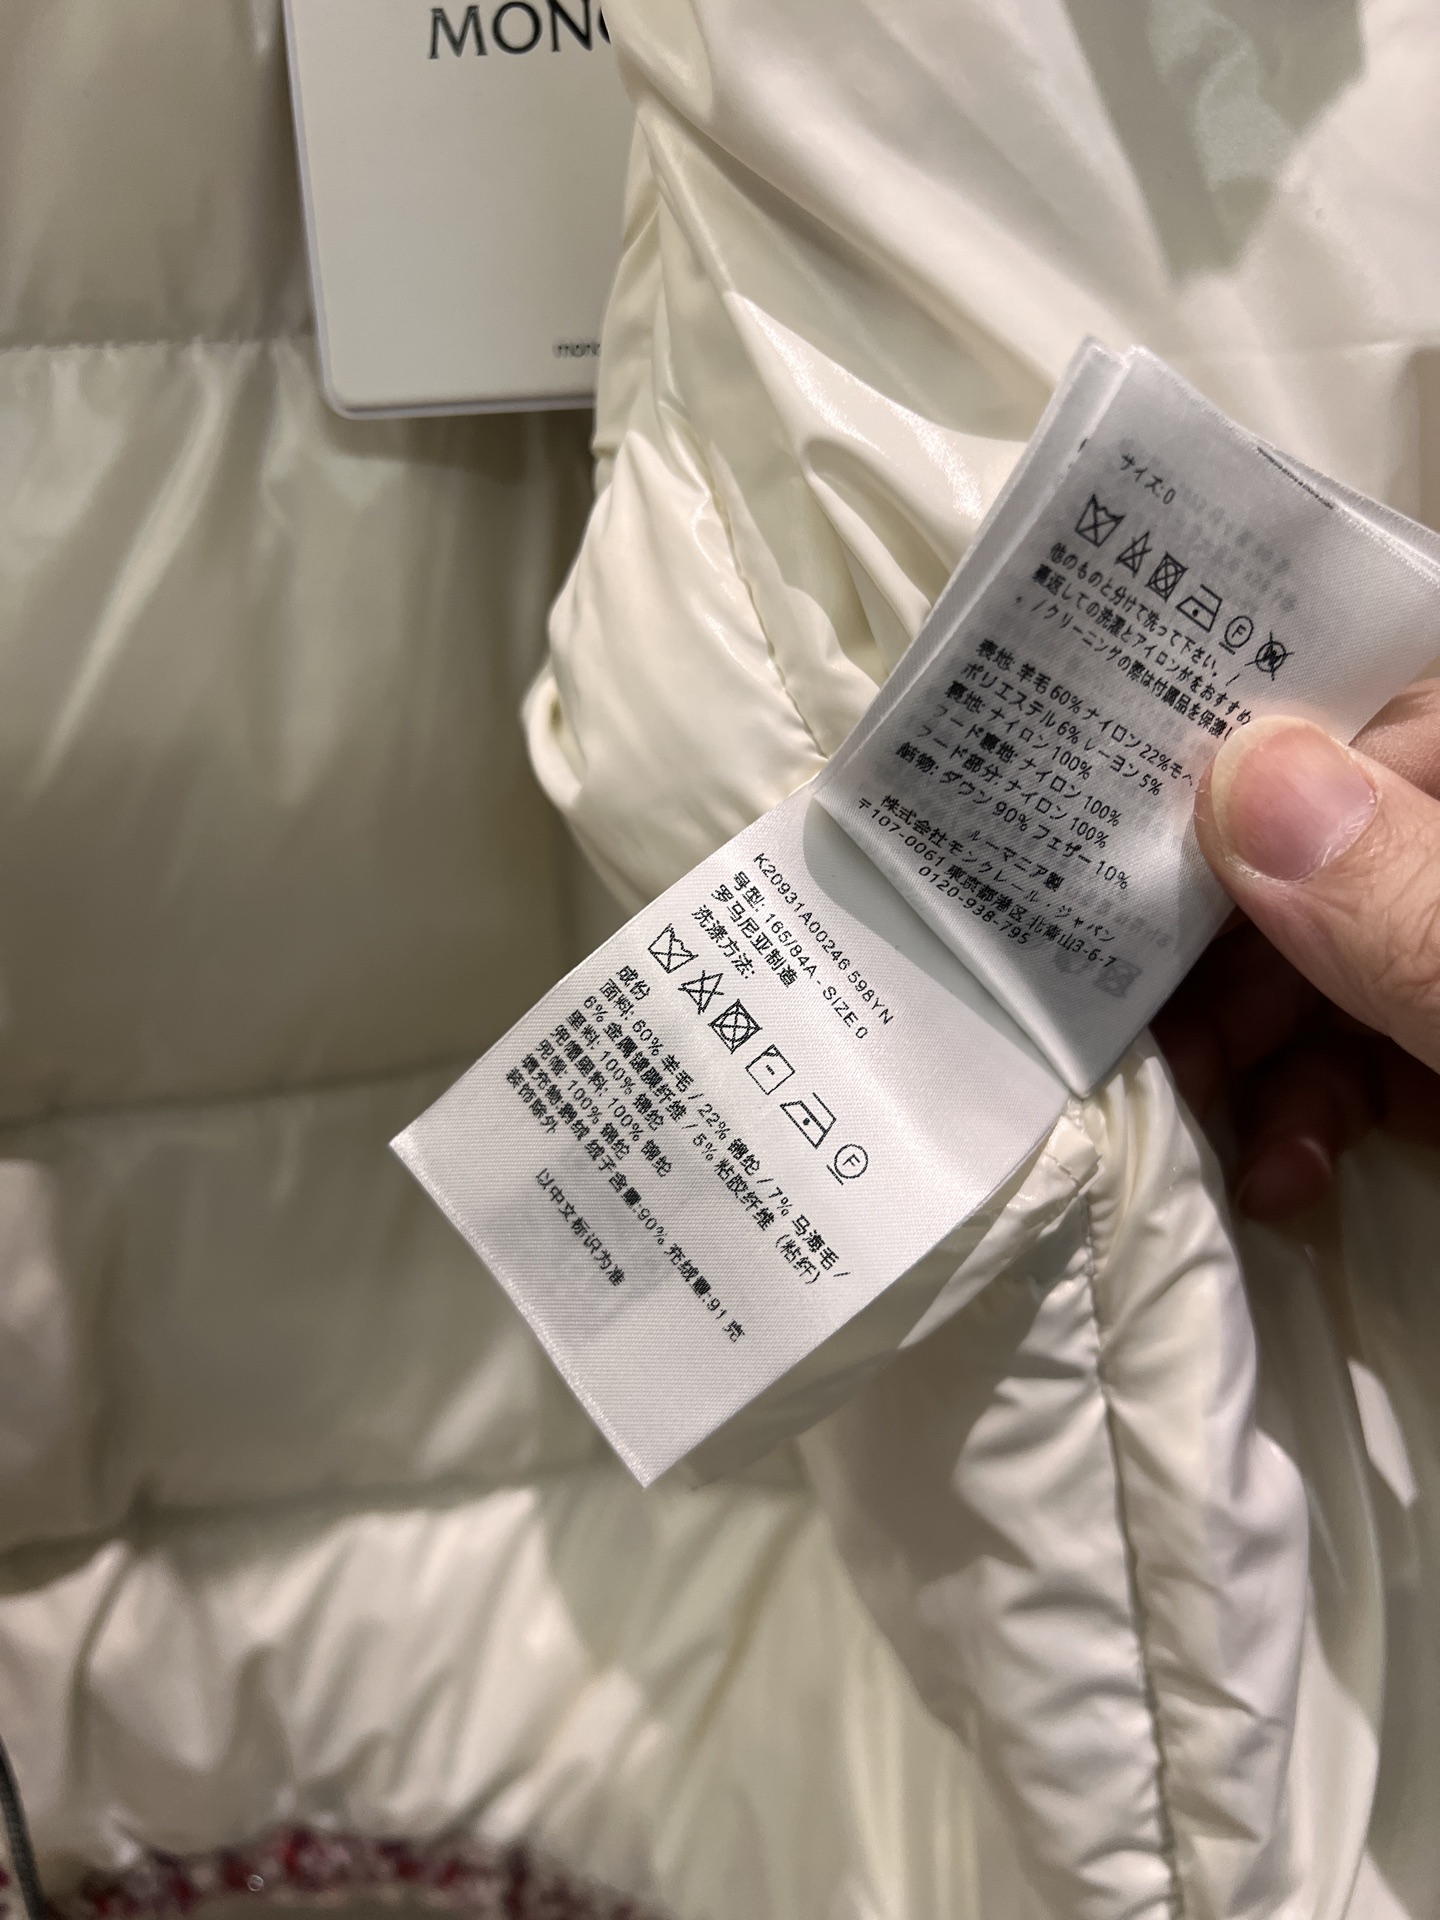 MON
サイズ:0
他のものと分けて洗って下さい。/
裏返しての洗濯とアイロンがをおすすめ
/クリーニングの際は付属品を保護し
表地: 羊毛60% ナイロン22% モヘ
ポリエステル6% レーヨン5%
裏地: ナイロン100%
フード裏地: ナイロン100%
フード部分: ナイロン100%
詰物: ダウン90% フェザー10%
ルーマニア製
株式会社モンクレール・ジャパン
〒107-0061 東京都港区 北青山3-6-7
0120-938-795
K20931A00246 598YN
号型: 165/84A - SIZE 0
罗马尼亚制造
洗涤方法:
F
成份
面料: 60% 羊毛 / 22% 锦纶 / 7% 马海毛 /
6% 金属镀膜纤维 / 5% 粘胶纤维 (粘纤)
里料: 100% 锦纶
兜帽里料: 100% 锦纶
兜帽: 100% 锦纶
填充物:鹅绒 绒子含量:90% 充绒量:91 克
装饰除外
以中文标识为准